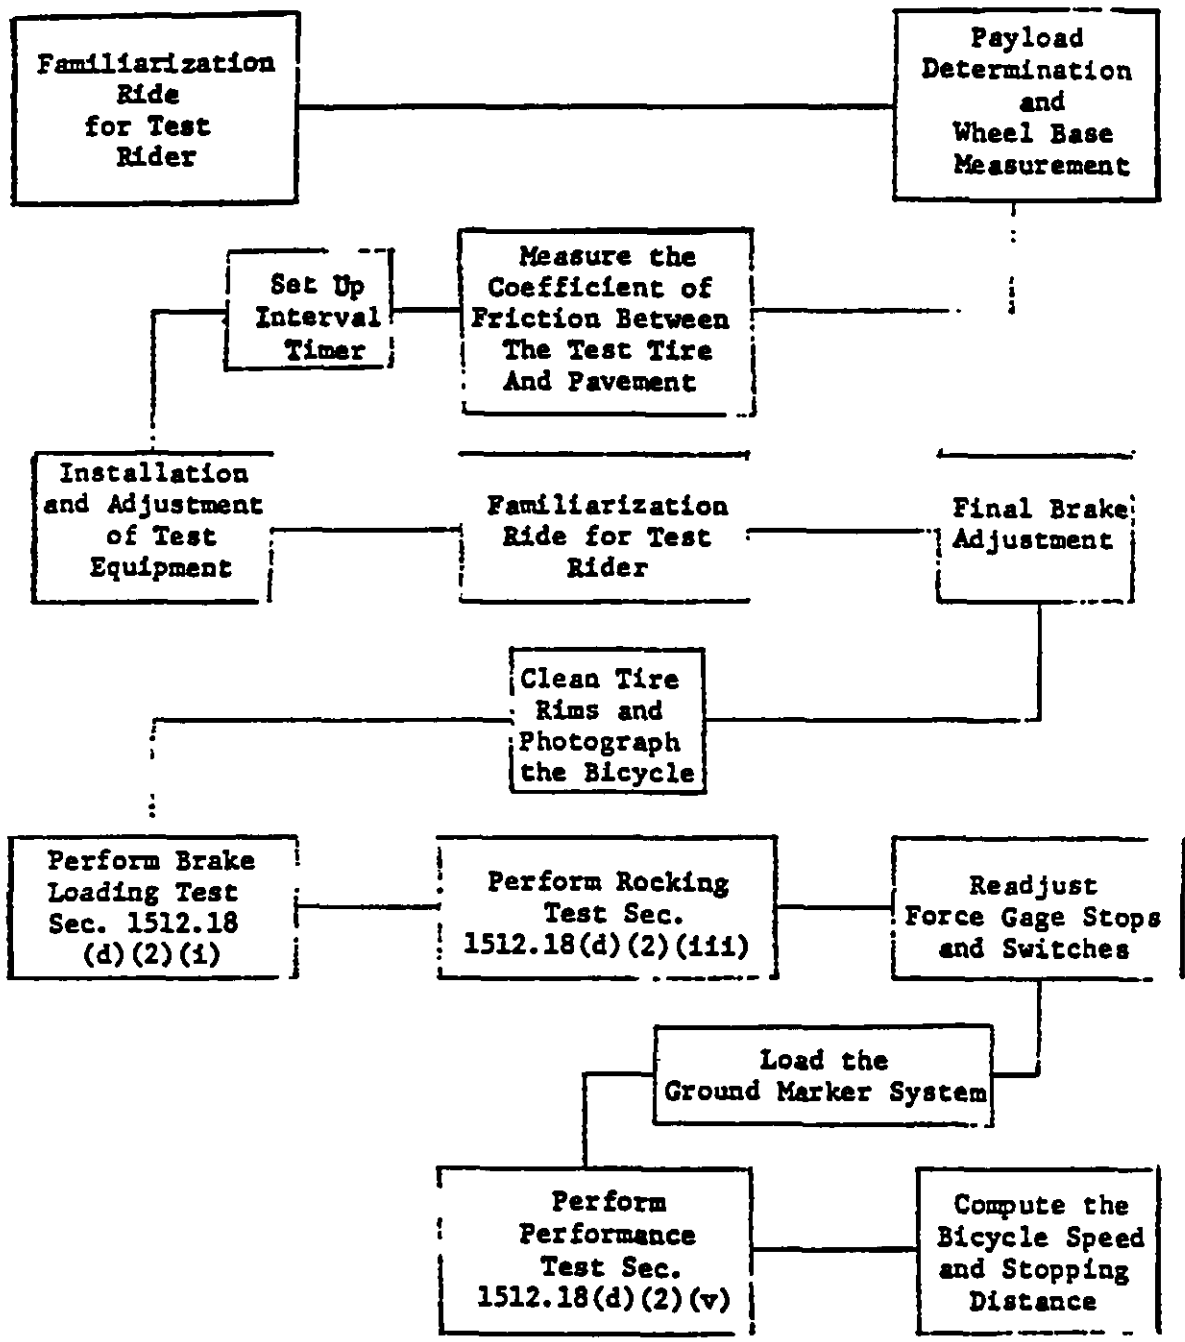 Familiarization
Ride
for Test
Rider
Payload
Determination
and
Wheel Base
Measurement
Set Up
Interval
Timer
Measure the
Coefficient of
Friction Between
The Test Tire
And Pavement
Installation
and Adjustment
of Test
Equipment
Familiarization
Ride for Test
Rider
Final Brake
Adjustment
Clean Tire
Rims and
Photograph
the Bicycle
Perform Brake
Loading Test
Sec. 1512.18
(d)(2)(i)
Perform Rocking
Test Sec.
1512.18(d)(2)(iii)
Readjust
Force Gage Stops
and Switches
Load the
Ground Marker System
Perform
Performance
Test Sec.
1512.18(d)(2)(v)
Compute the
Bicycle Speed
and Stopping
Distance